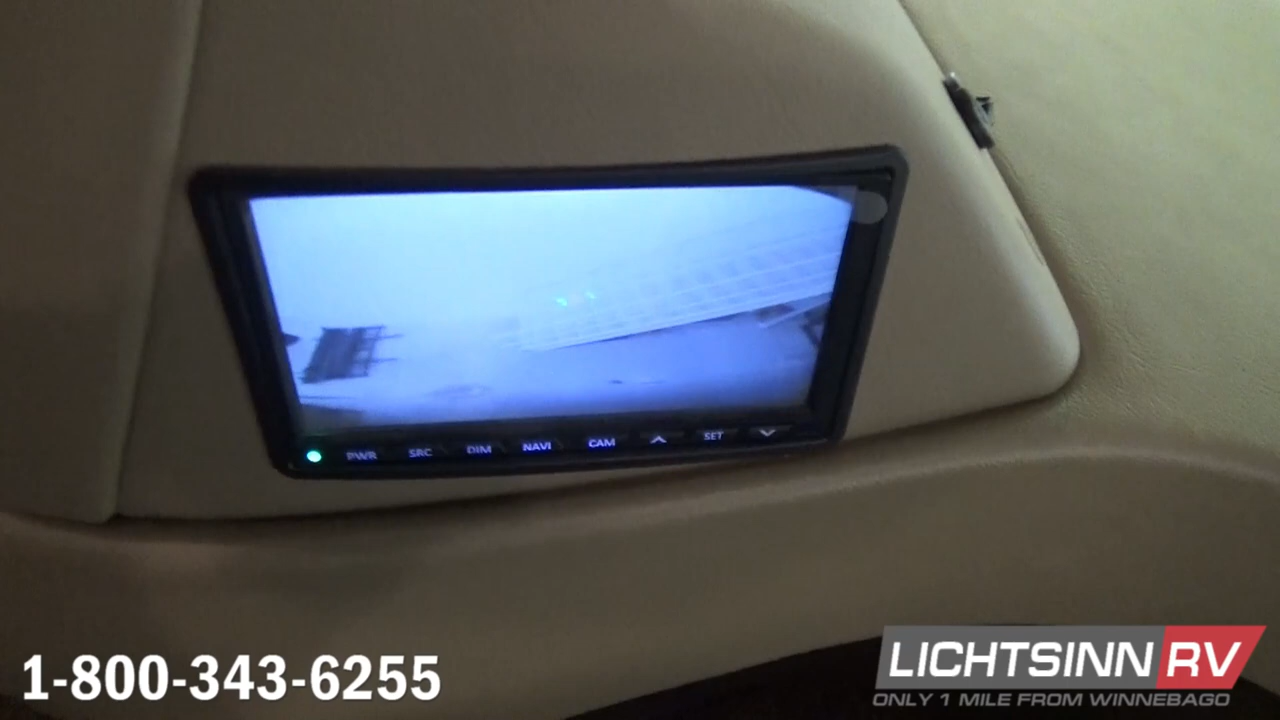 PWR SRC DIM NAVI CAM SET
1-800-343-6255
LICHTSINN RV
ONLY 1 MILE FROM WINNEBAGO